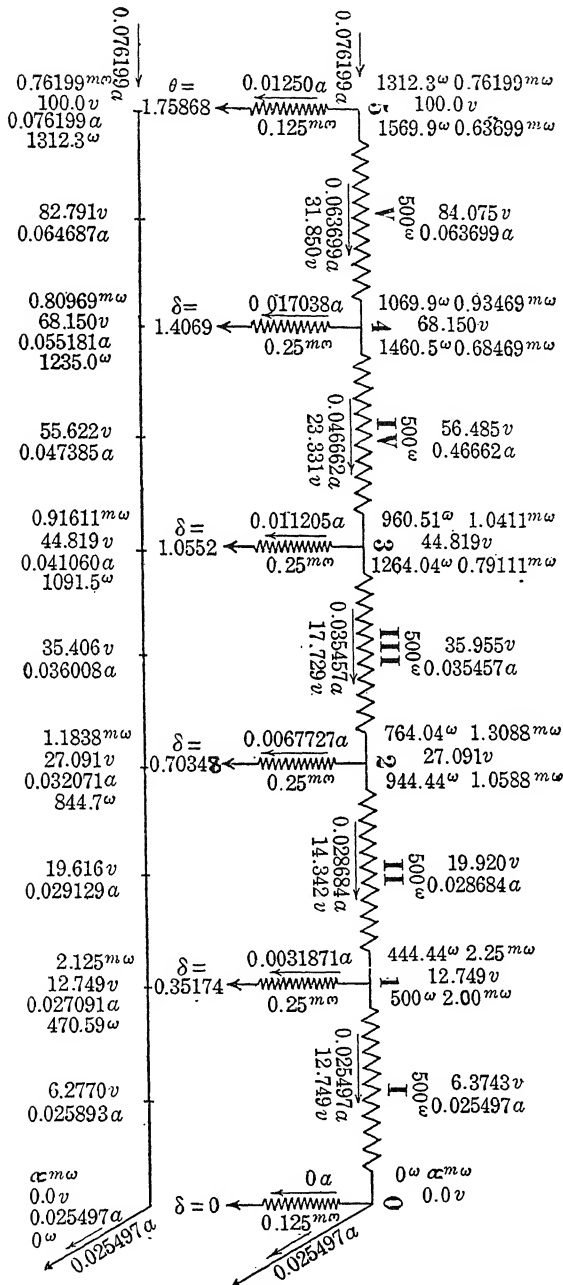 0.076199a
0.076199a
0.76199mω
100.0v
0.076199a
1312.3ω
θ=
1.75868
0.01250a
0.125mω
5
1312.3ω 0.76199mω
100.0v
1569.9ω 0.63699mω
82.791v
0.064687a
0.063699a
31.850v
V
500ω
84.075v
0.063699a
0.80969mω
68.150v
0.055181a
1235.0ω
δ=
1.4069
0.017038a
0.25mω
4
1069.9ω 0.93469mω
68.150v
1460.5ω 0.68469mω
55.622v
0.047385a
0.046662a
23.331v
IV
500ω
56.485v
0.46662a
0.91611mω
44.819v
0.041060a
1091.5ω
δ=
1.0552
0.011205a
0.25mω
3
960.51ω 1.0411mω
44.819v
1264.04ω 0.79111mω
35.406v
0.036008a
0.035457a
17.729v
III
500ω
35.955v
0.035457a
1.1838mω
27.091v
0.032071a
844.7ω
δ=
0.70348
0.0067727a
0.25mω
2
764.04ω 1.3088mω
27.091v
944.44ω 1.0588mω
19.616v
0.029129a
0.028684a
14.342v
II
500ω
19.920v
0.028684a
2.125mω
12.749v
0.027091a
470.59ω
δ=
0.35174
0.0031871a
0.25mω
1
444.44ω 2.25mω
12.749v
500ω 2.00mω
6.2770v
0.025893a
0.025497a
12.749v
I
500ω
6.3743v
0.025497a
∝mω
0.0v
0.025497a
0ω
0.025497a
δ=0
0a
0.125mω
0.025497a
0
0ω ∝mω
0.0v